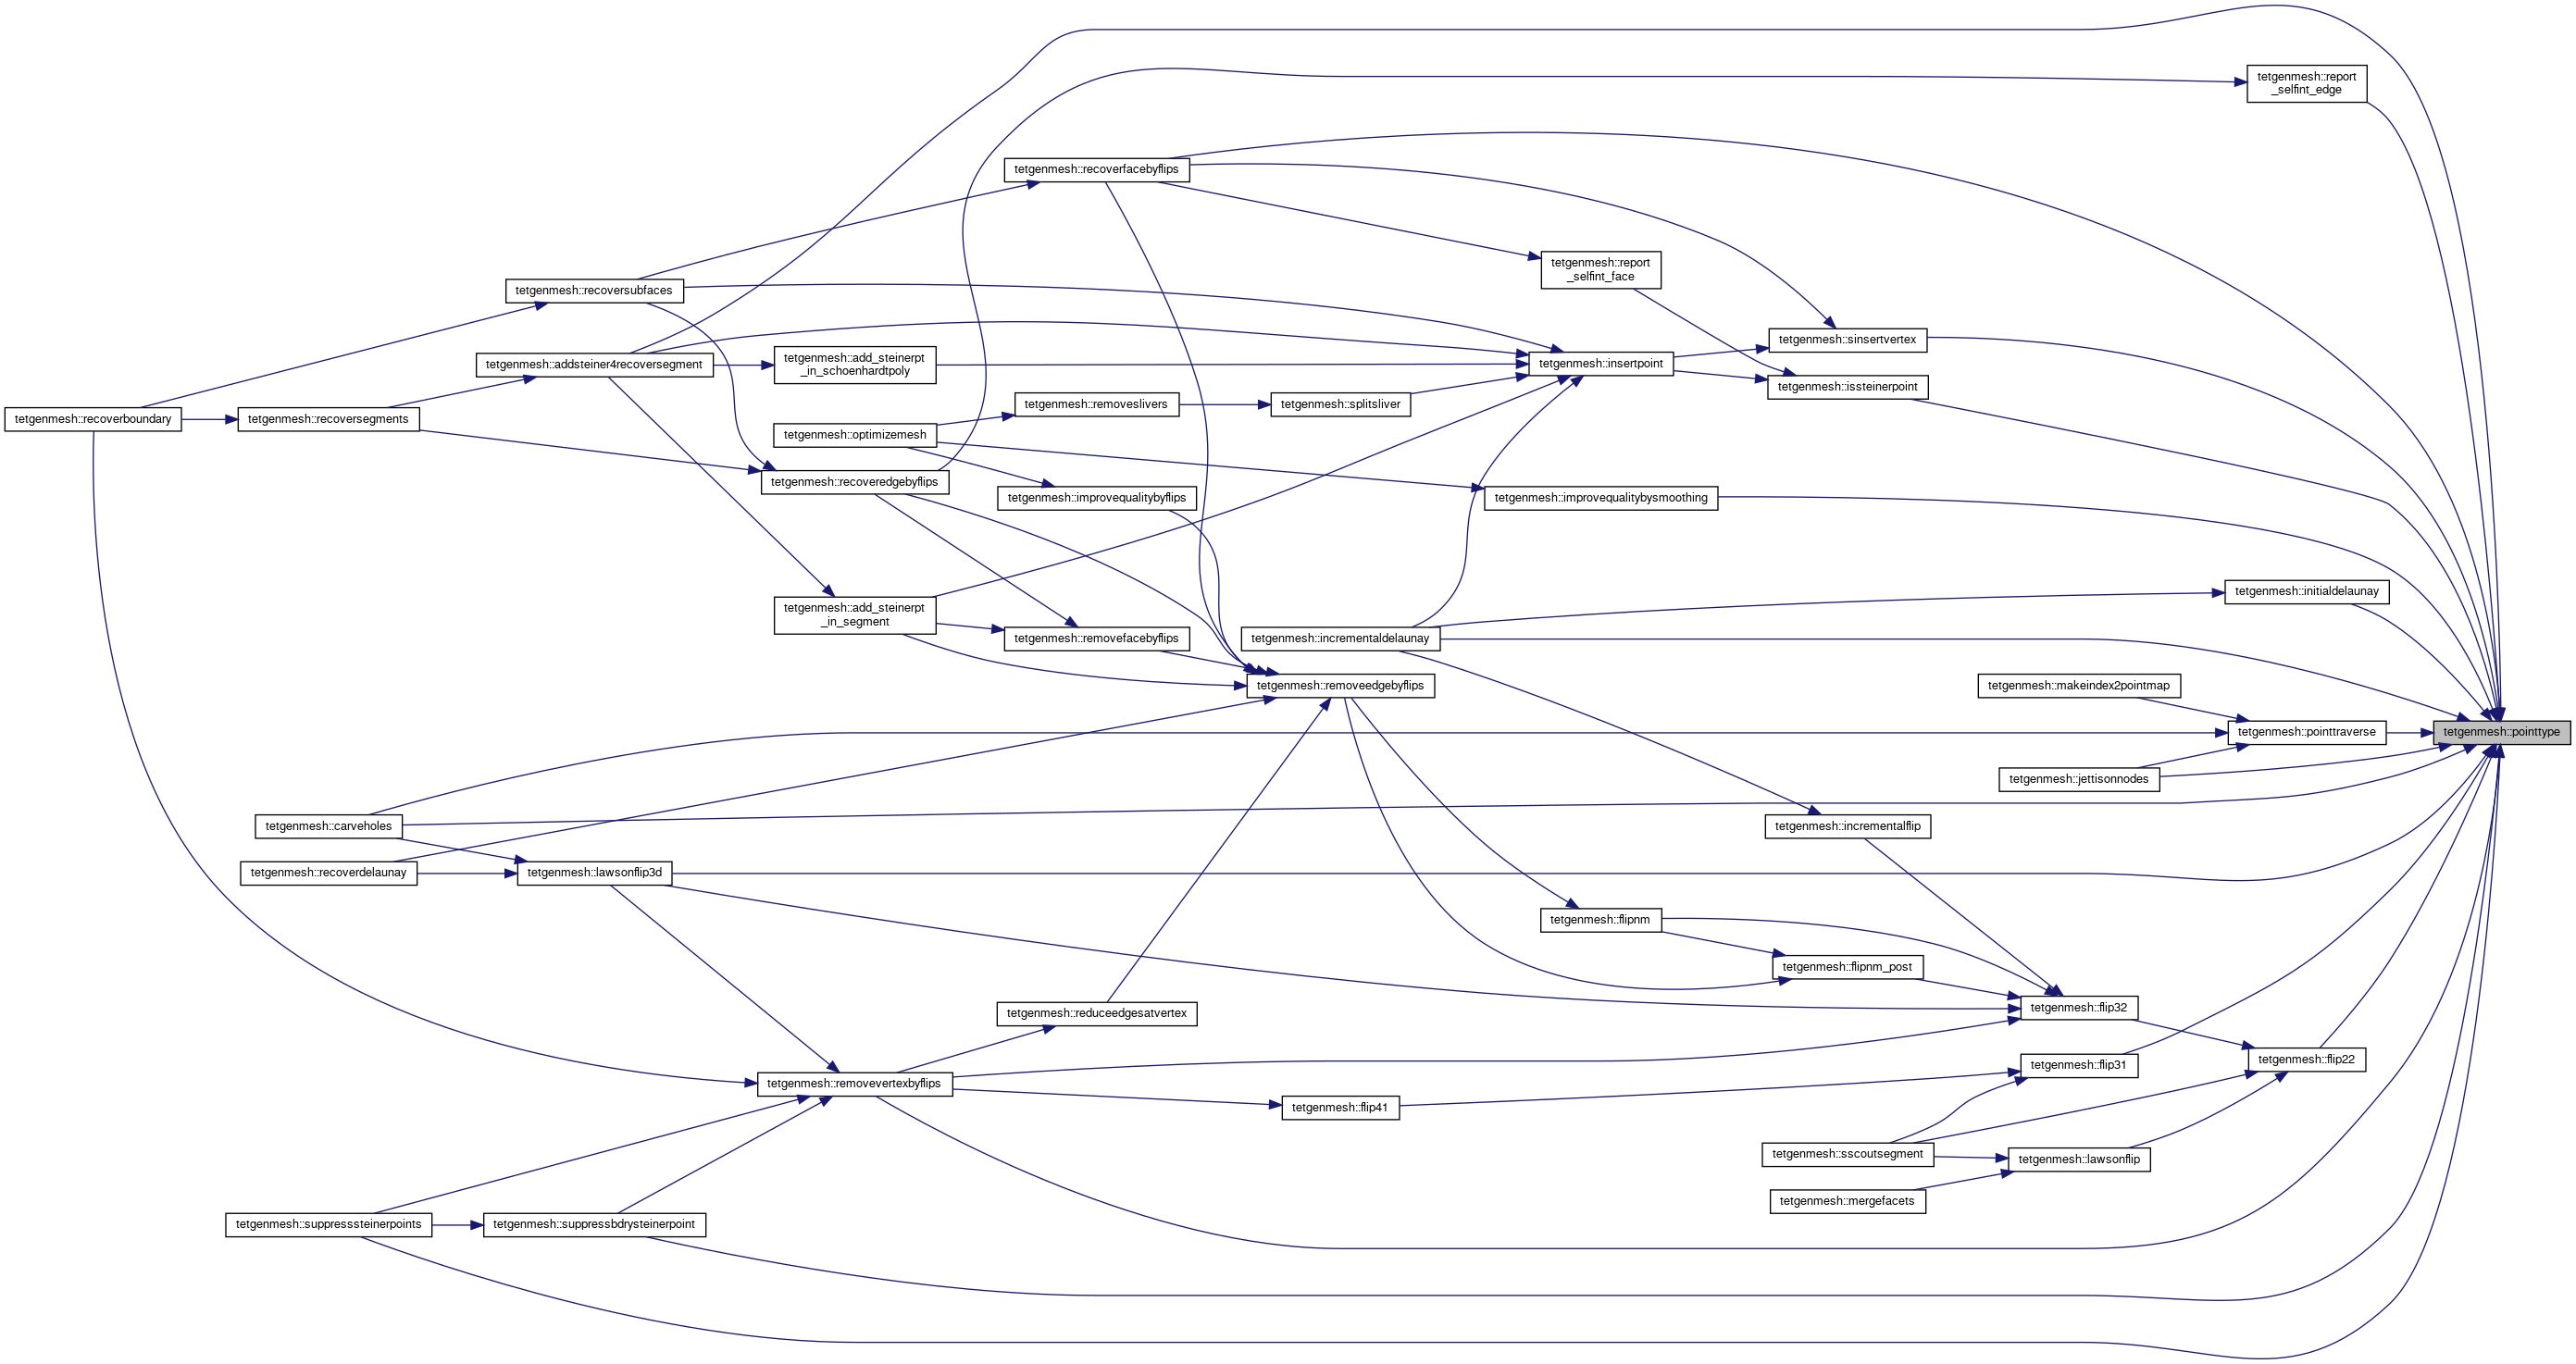 tetgenmesh::report
_selfint_edge
tetgenmesh::recoverfacebyflips
tetgenmesh::report
_selfint_face
tetgenmesh::recoversubfaces
tetgenmesh::sinsertvertex
tetgenmesh::addsteiner4recoversegment
tetgenmesh::add_steinerpt
_in_schoenhardtpoly
tetgenmesh::insertpoint
tetgenmesh::issteinerpoint
tetgenmesh::recoverboundary
tetgenmesh::recoversegments
tetgenmesh::removeslivers
tetgenmesh::splitsliver
tetgenmesh::optimizemesh
tetgenmesh::recoveredgebyflips
tetgenmesh::improvequalitybyflips
tetgenmesh::improvequalitybysmoothing
tetgenmesh::initialdelaunay
tetgenmesh::add_steinerpt
_in_segment
tetgenmesh::removefacebyflips
tetgenmesh::incrementaldelaunay
tetgenmesh::removeedgebyflips
tetgenmesh::makeindex2pointmap
tetgenmesh::pointtraverse
tetgenmesh::pointtype
tetgenmesh::jettisonnodes
tetgenmesh::carveholes
tetgenmesh::incrementalflip
tetgenmesh::recoverdelaunay
tetgenmesh::lawsonflip3d
tetgenmesh::flipnm
tetgenmesh::flipnm_post
tetgenmesh::reduceedgesatvertex
tetgenmesh::flip32
tetgenmesh::flip22
tetgenmesh::flip31
tetgenmesh::removevertexbyflips
tetgenmesh::flip41
tetgenmesh::sscoutsegment
tetgenmesh::lawsonflip
tetgenmesh::mergefacets
tetgenmesh::suppresssteinerpoints
tetgenmesh::suppressbdrysteinerpoint